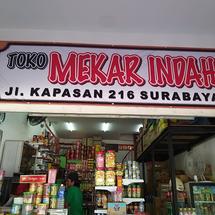 TOKO MEKAR INDAH
Jl. KAPASAN 216 SURABAYA